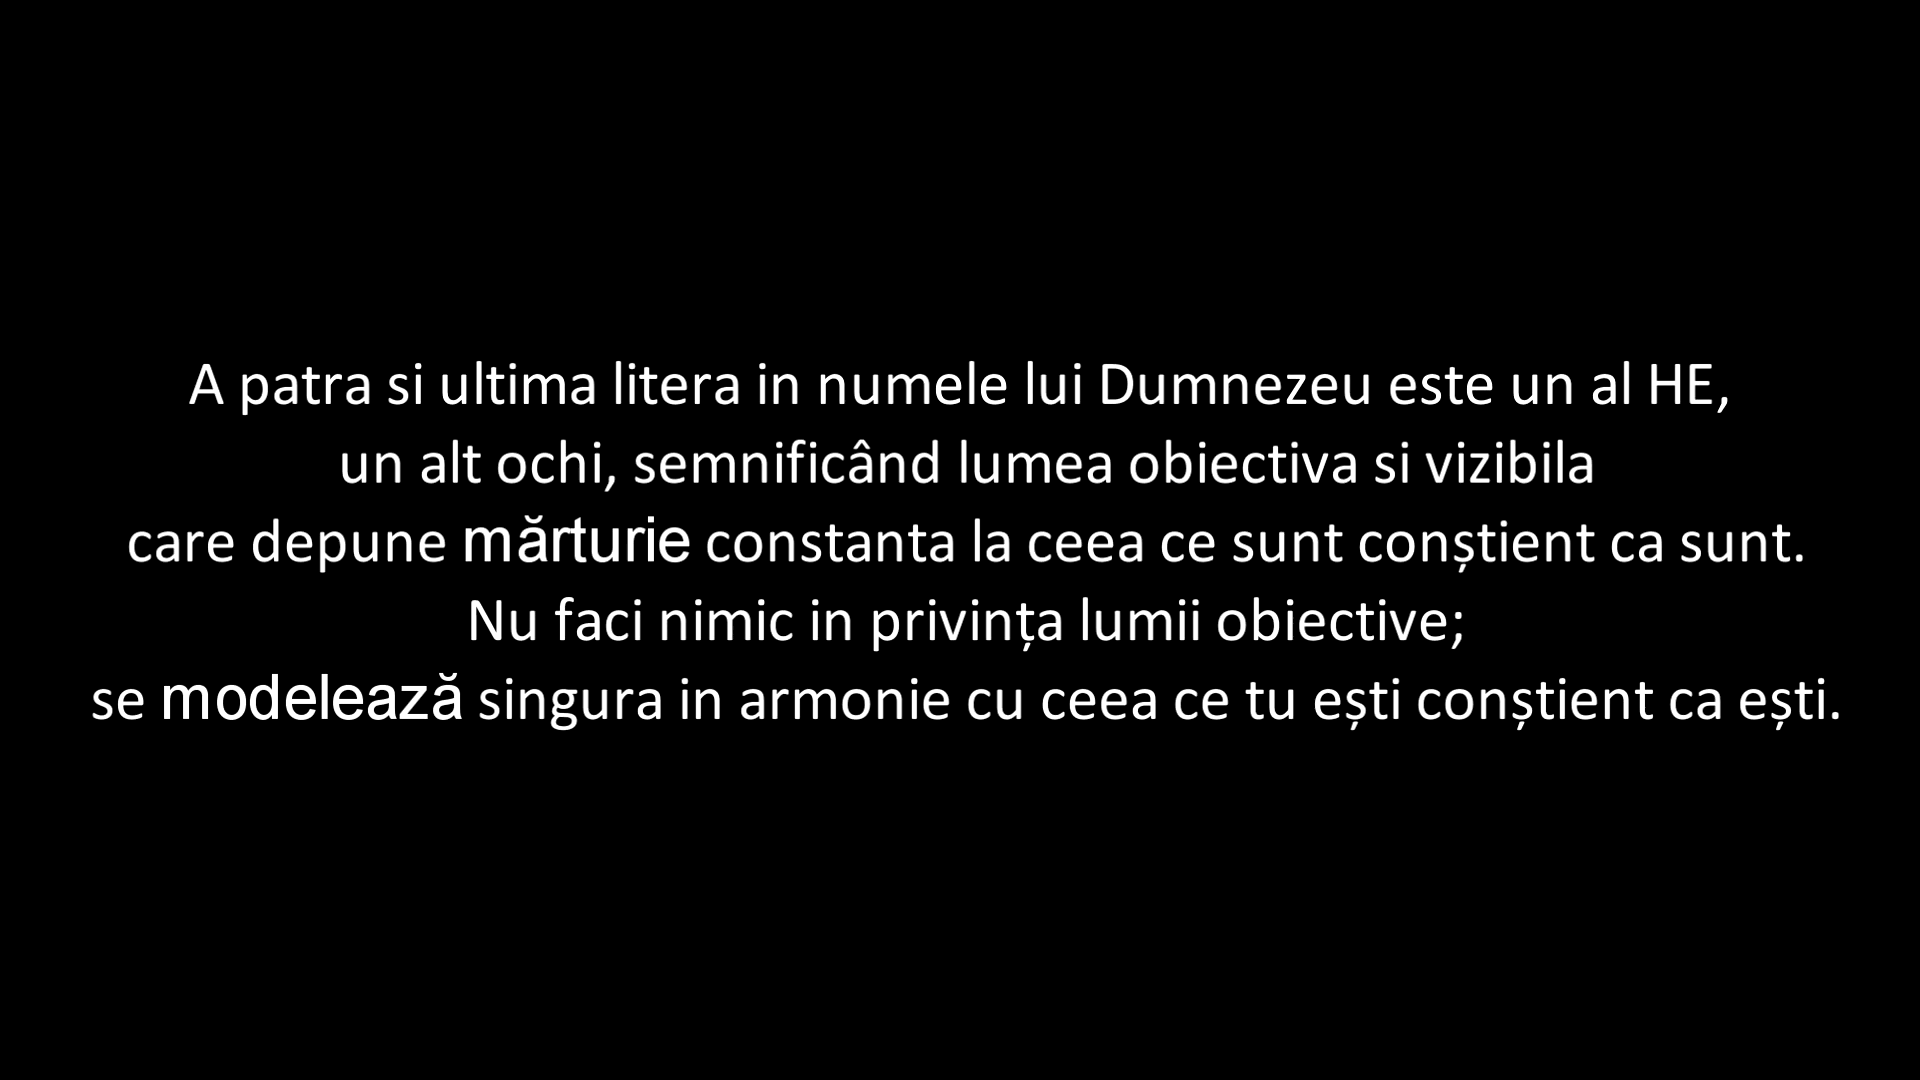 A patra si ultima litera in numele lui Dumnezeu este un al HE,
un alt ochi, semnificând lumea obiectiva si vizibila
care depune mărturie constanta la ceea ce sunt conștient ca sunt.
Nu faci nimic in privința lumii obiective;
se modelează singura in armonie cu ceea ce tu ești conștient ca ești.